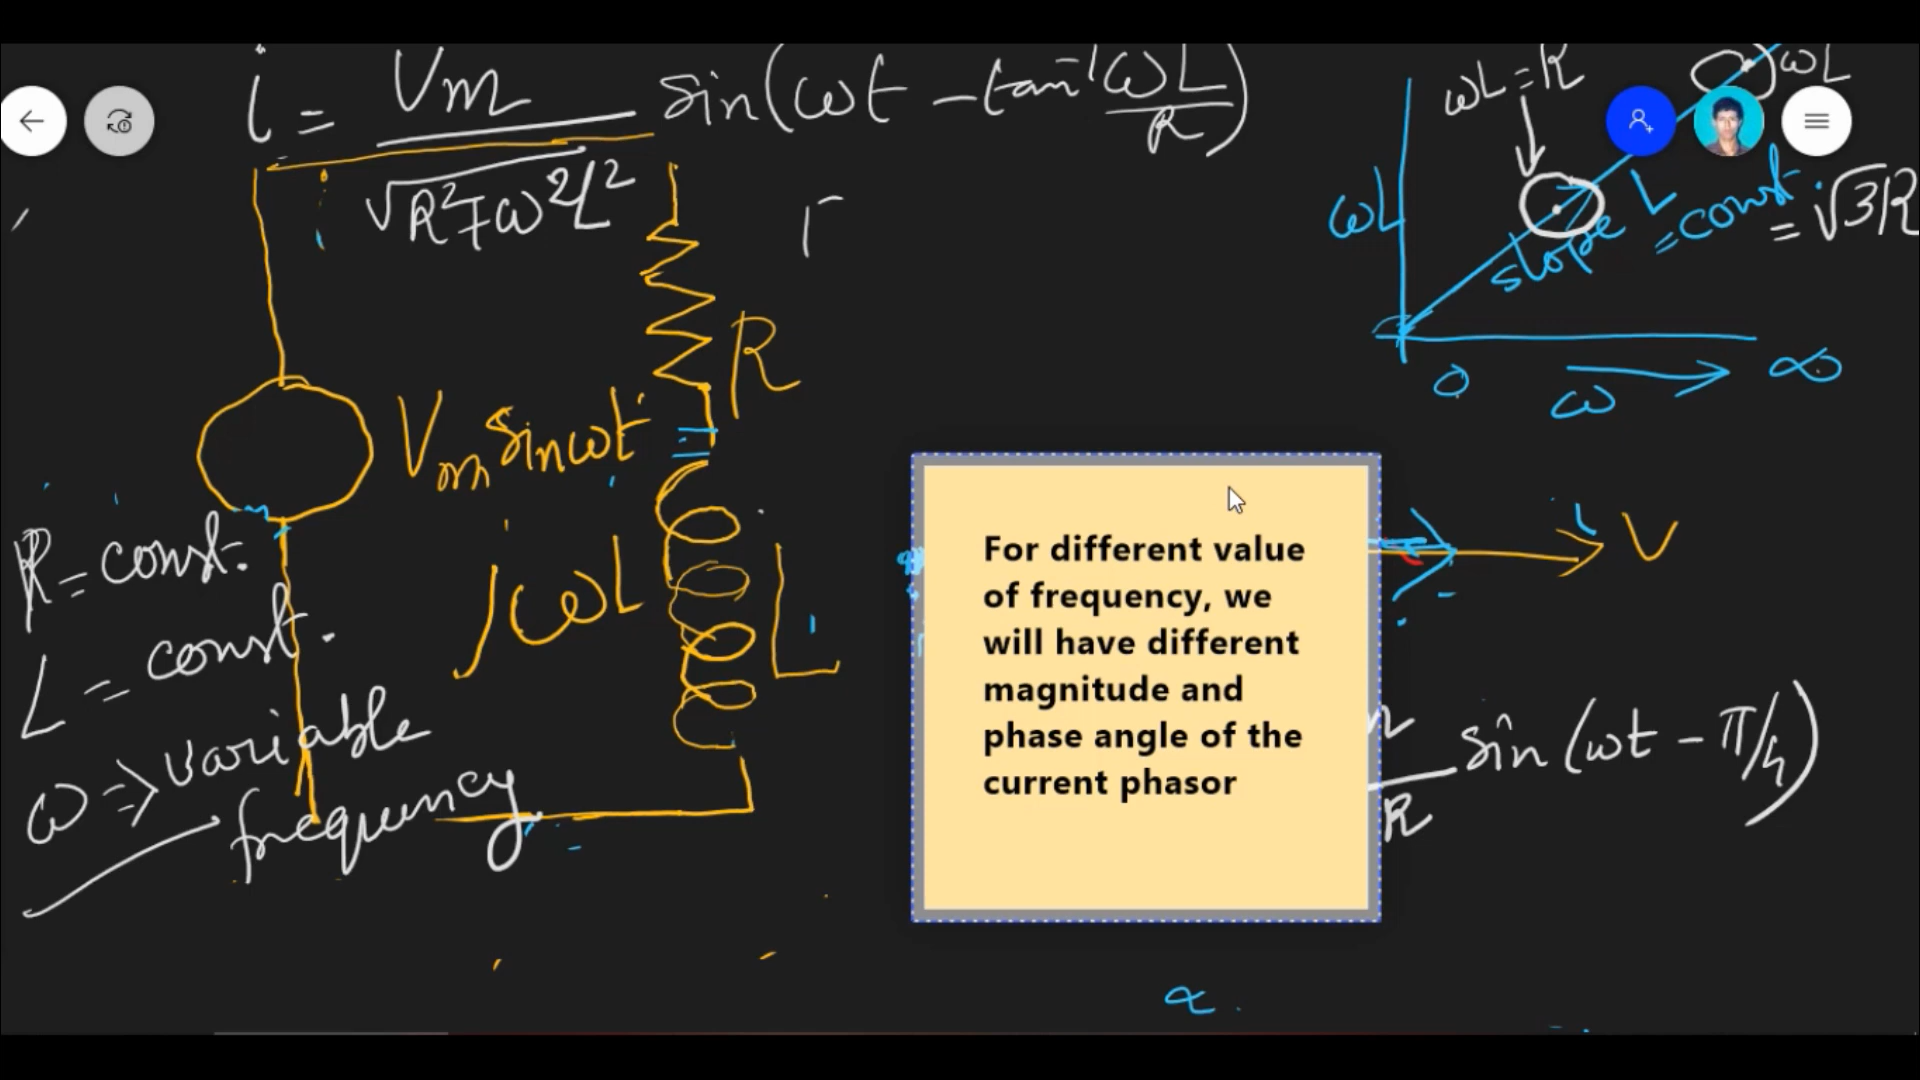 i = Vm / √R²+ω²L² sin(ωt - tan⁻¹ ωL/R)
ωL = R
ωL
ωL
slope L = const
= √3R
0
ω
∞
R
Vm sinωt
R = const.
L = const.
ω => variable
frequency
jωL
L
V
For different value
of frequency, we
will have different
magnitude and
phase angle of the
current phasor
R
sin(ωt - π/4)